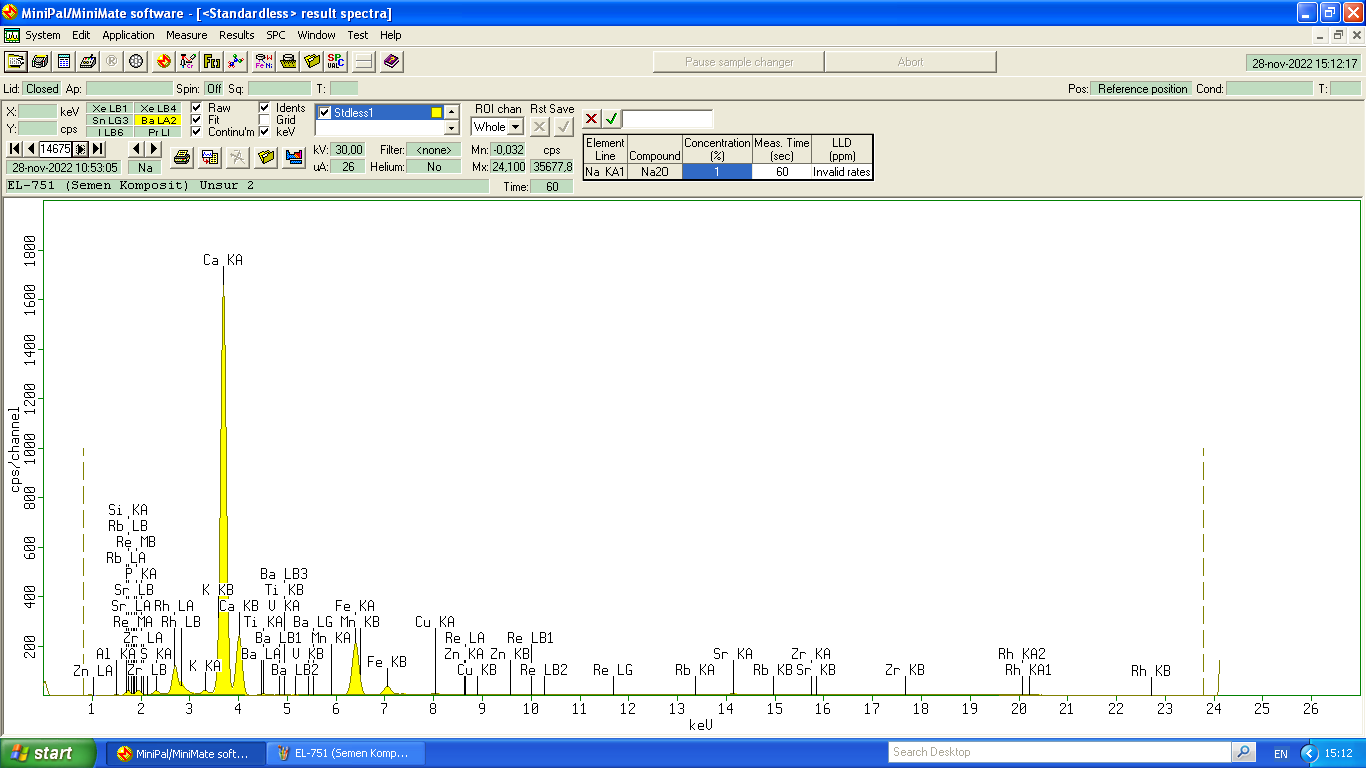 MiniPal/MiniMate software - [<Standardless> result spectra]
System Edit Application Measure Results SPC Window Test Help
Pause sample changer Abort 28-nov-2022 15:12:17
Lid: Closed Ap: Spin: Off Sq: T: Pos: Reference position Cond: T:
X: keV Xe LB1 Xe LB4 Raw Idents Stdless1 ROI chan Rst Save
Y: cps Sn LG3 Ba LA2 Fit Grid Whole
I LB6 Pr Ll Continu'm keV
14675 kV: 30,00 Filter: <none> Mn: -0,032 cps
28-nov-2022 10:53:05 Na uA: 26 Helium: No Mx: 24,100 35677,8
EL-751 (Semen Komposit) Unsur 2 Time: 60
Element Line Compound Concentration (%) Meas. Time (sec) LLD (ppm)
Na KA1 Na2O 1 60 Invalid rates
cps/channel
1800
1600
1400
1200
1000
800
600
400
200
Ca KA
Si KA
Rb LB
Re MB
Rb LA
P KA Ba LB3
Sr LB K KB Ti KB
Sr LA Rh LA Ca KB V KA Fe KA
Re MA Rh LB Ti KA Ba LG Mn KB Cu KA
Zr LA Ba LB1 Mn KA Re LA Re LB1
Al KA S KA Ba LA V KB Zn KA Zn KB Sr KA Zr KA Rh KA2
Zn LA Zr LB K KA Ba LB2 Fe KB Cu KB Re LB2 Re LG Rb KA Rb KB Sr KB Zr KB Rh KA1 Rh KB
1 2 3 4 5 6 7 8 9 10 11 12 13 14 15 16 17 18 19 20 21 22 23 24 25 26
keV
start MiniPal/MiniMate soft... EL-751 (Semen Komp... Search Desktop EN 15:12